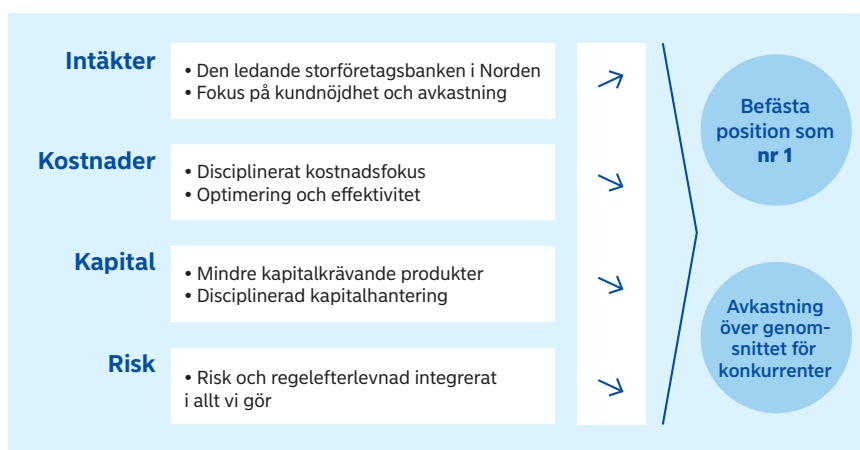 Intäkter
• Den ledande storföretagsbanken i Norden
• Fokus på kundnöjdhet och avkastning
Kostnader
• Disciplinerat kostnadsfokus
• Optimering och effektivitet
Kapital
• Mindre kapitalkrävande produkter
• Disciplinerad kapitalhantering
Risk
• Risk och regelefterlevnad integrerat
i allt vi gör
Befästa
position som
nr 1
Avkastning
över genom-
snittet för
konkurrenter